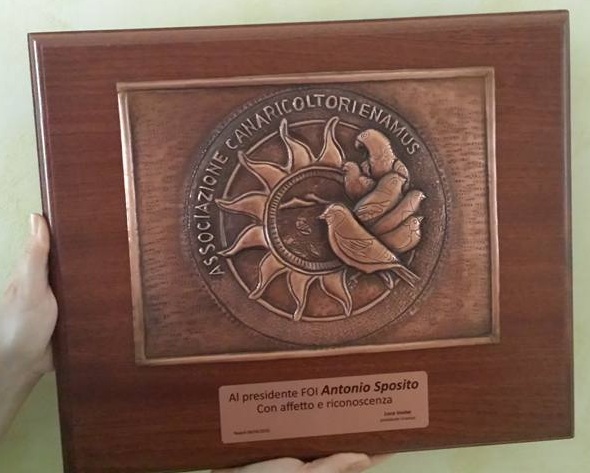 ASSOCIAZIONE CANARICOLTORI ENAMUS
Al presidente FOI Antonio Sposito
Con affetto e riconoscenza